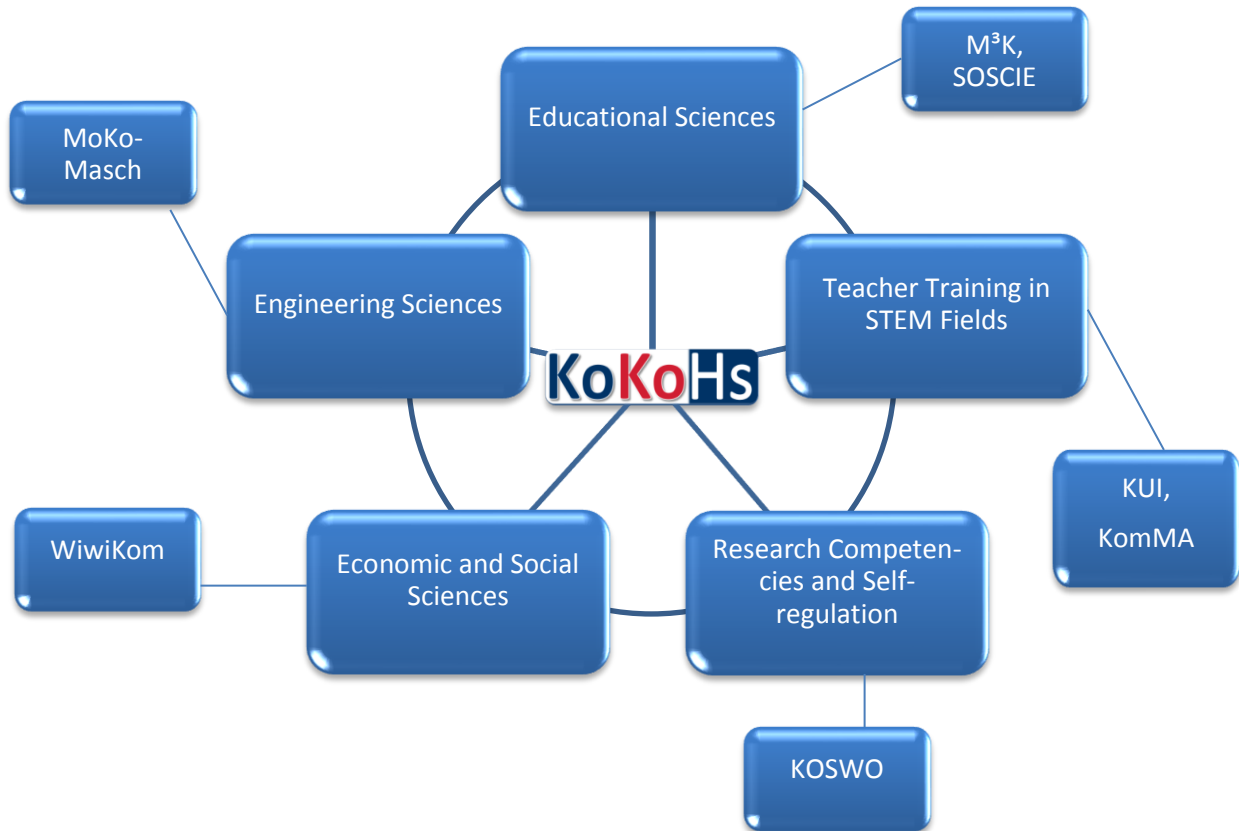 M³K,
SOSCIE
Educational Sciences
MoKo-
Masch
Engineering Sciences
Teacher Training in
STEM Fields
KoKoHs
KUI,
KomMA
WiwiKom
Economic and Social
Sciences
Research Competen-
cies and Self-
regulation
KOSWO